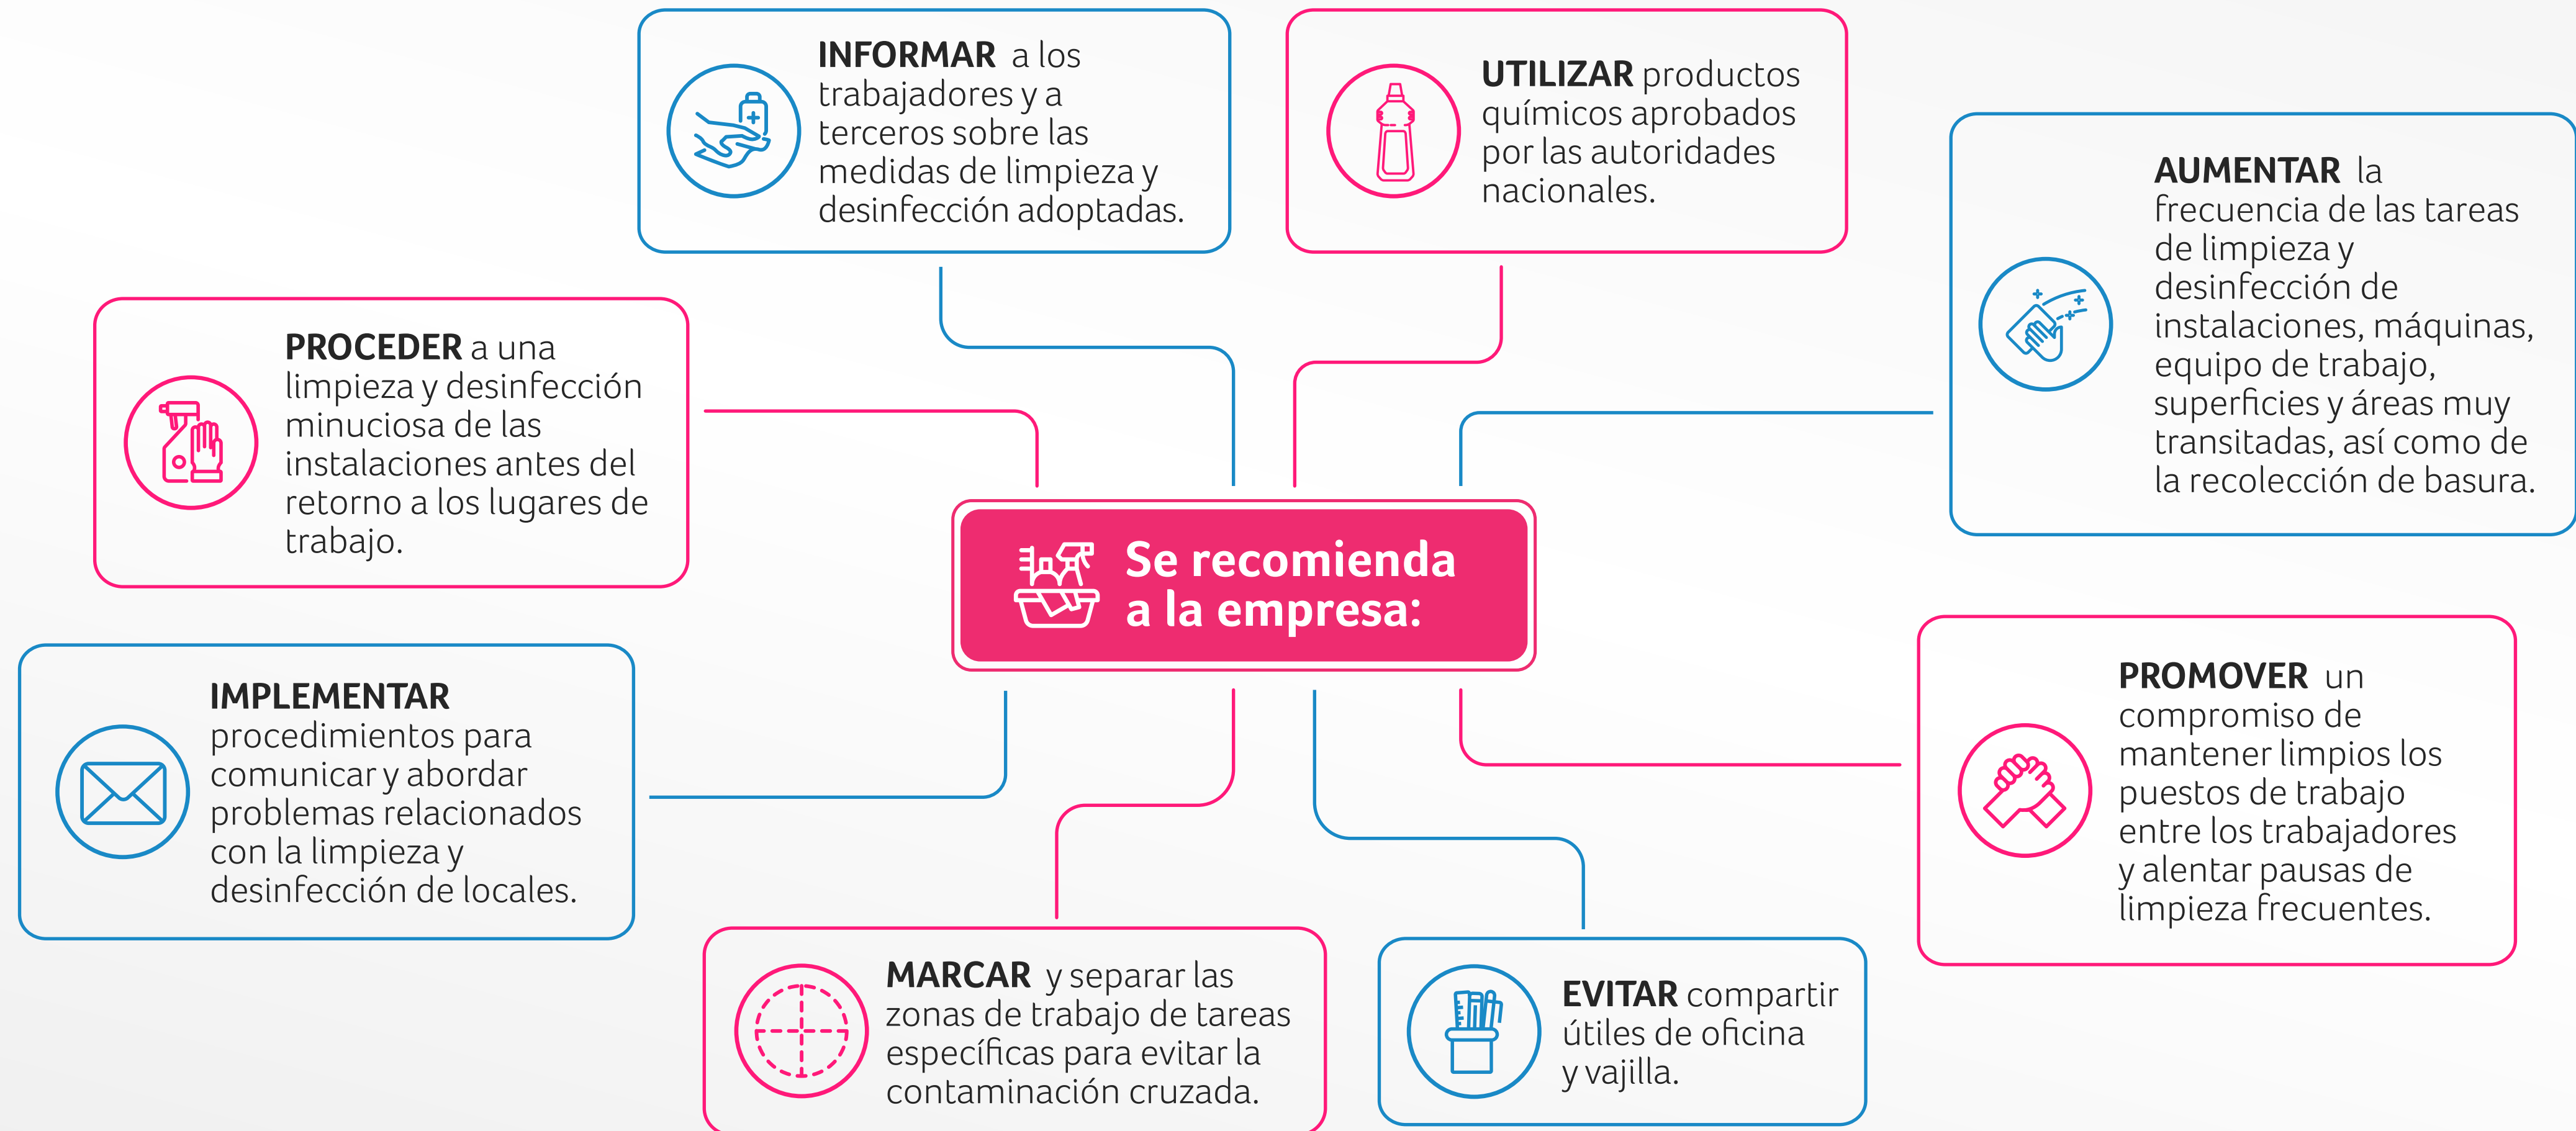 INFORMAR a los
trabajadores y a
terceros sobre las
medidas de limpieza y
desinfección adoptadas.
UTILIZAR productos
químicos aprobados
por las autoridades
nacionales.
AUMENTAR la
frecuencia de las tareas
de limpieza y
desinfección de
instalaciones, máquinas,
equipo de trabajo,
superficies y áreas muy
transitadas, así como de
la recolección de basura.
PROCEDER a una
limpieza y desinfección
minuciosa de las
instalaciones antes del
retorno a los lugares de
trabajo.
Se recomienda
a la empresa:
IMPLEMENTAR
procedimientos para
comunicar y abordar
problemas relacionados
con la limpieza y
desinfección de locales.
PROMOVER un
compromiso de
mantener limpios los
puestos de trabajo
entre los trabajadores
y alentar pausas de
limpieza frecuentes.
MARCAR y separar las
zonas de trabajo de tareas
específicas para evitar la
contaminación cruzada.
EVITAR compartir
útiles de oficina
y vajilla.